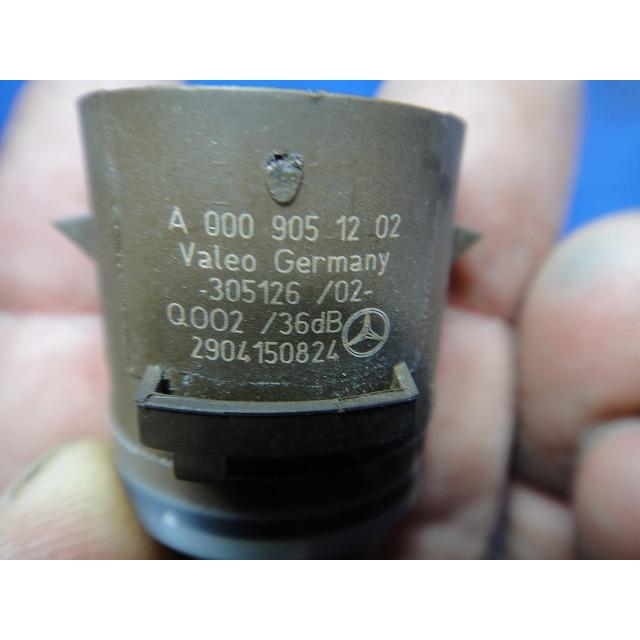 A 000 905 12 02
Valeo Germany
-305126 /02-
Q002 /36dB
2904150824